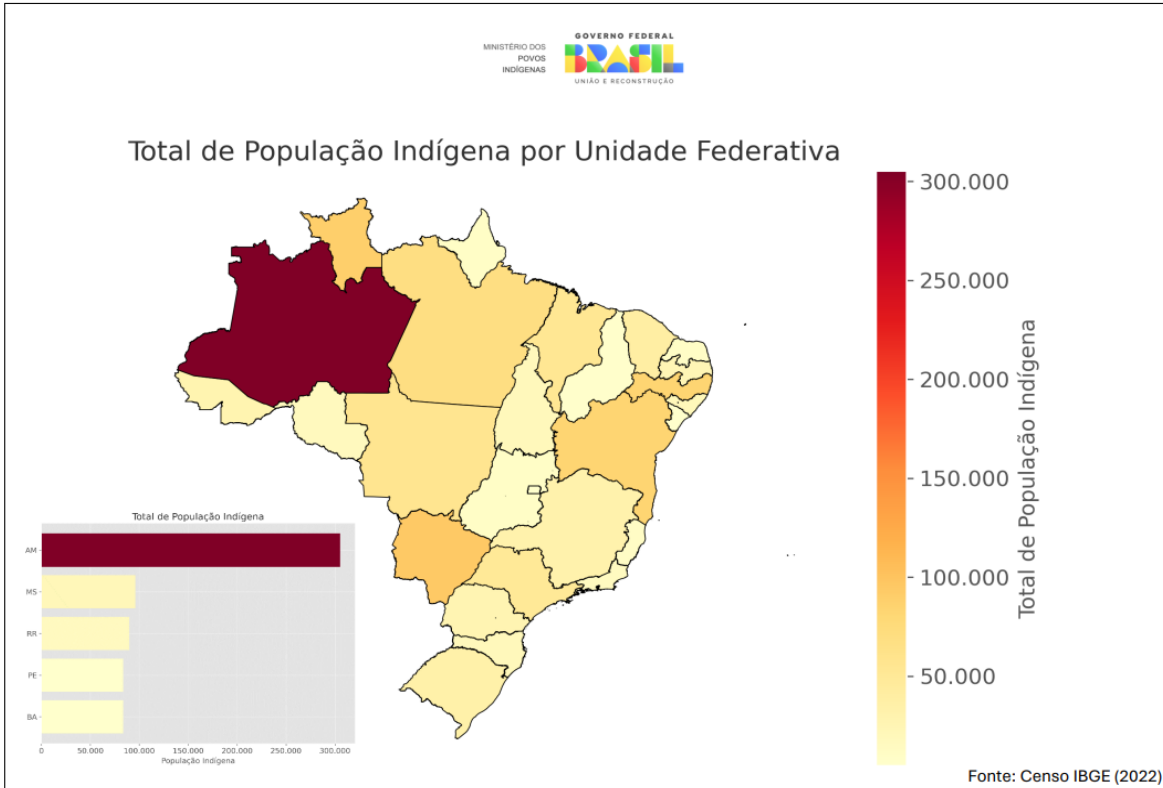 MINISTÉRIO DOS
POVOS
INDÍGENAS
GOVERNO FEDERAL
BRASIL
UNIÃO E RECONSTRUÇÃO
Total de População Indígena por Unidade Federativa
300.000
250.000
200.000
150.000
100.000
50.000
Total de População Indígena
Total de População Indígena
AM
MS
RR
PE
BA
0
50.000
100.000
150.000
200.000
250.000
300.000
População Indígena
Fonte: Censo IBGE (2022)